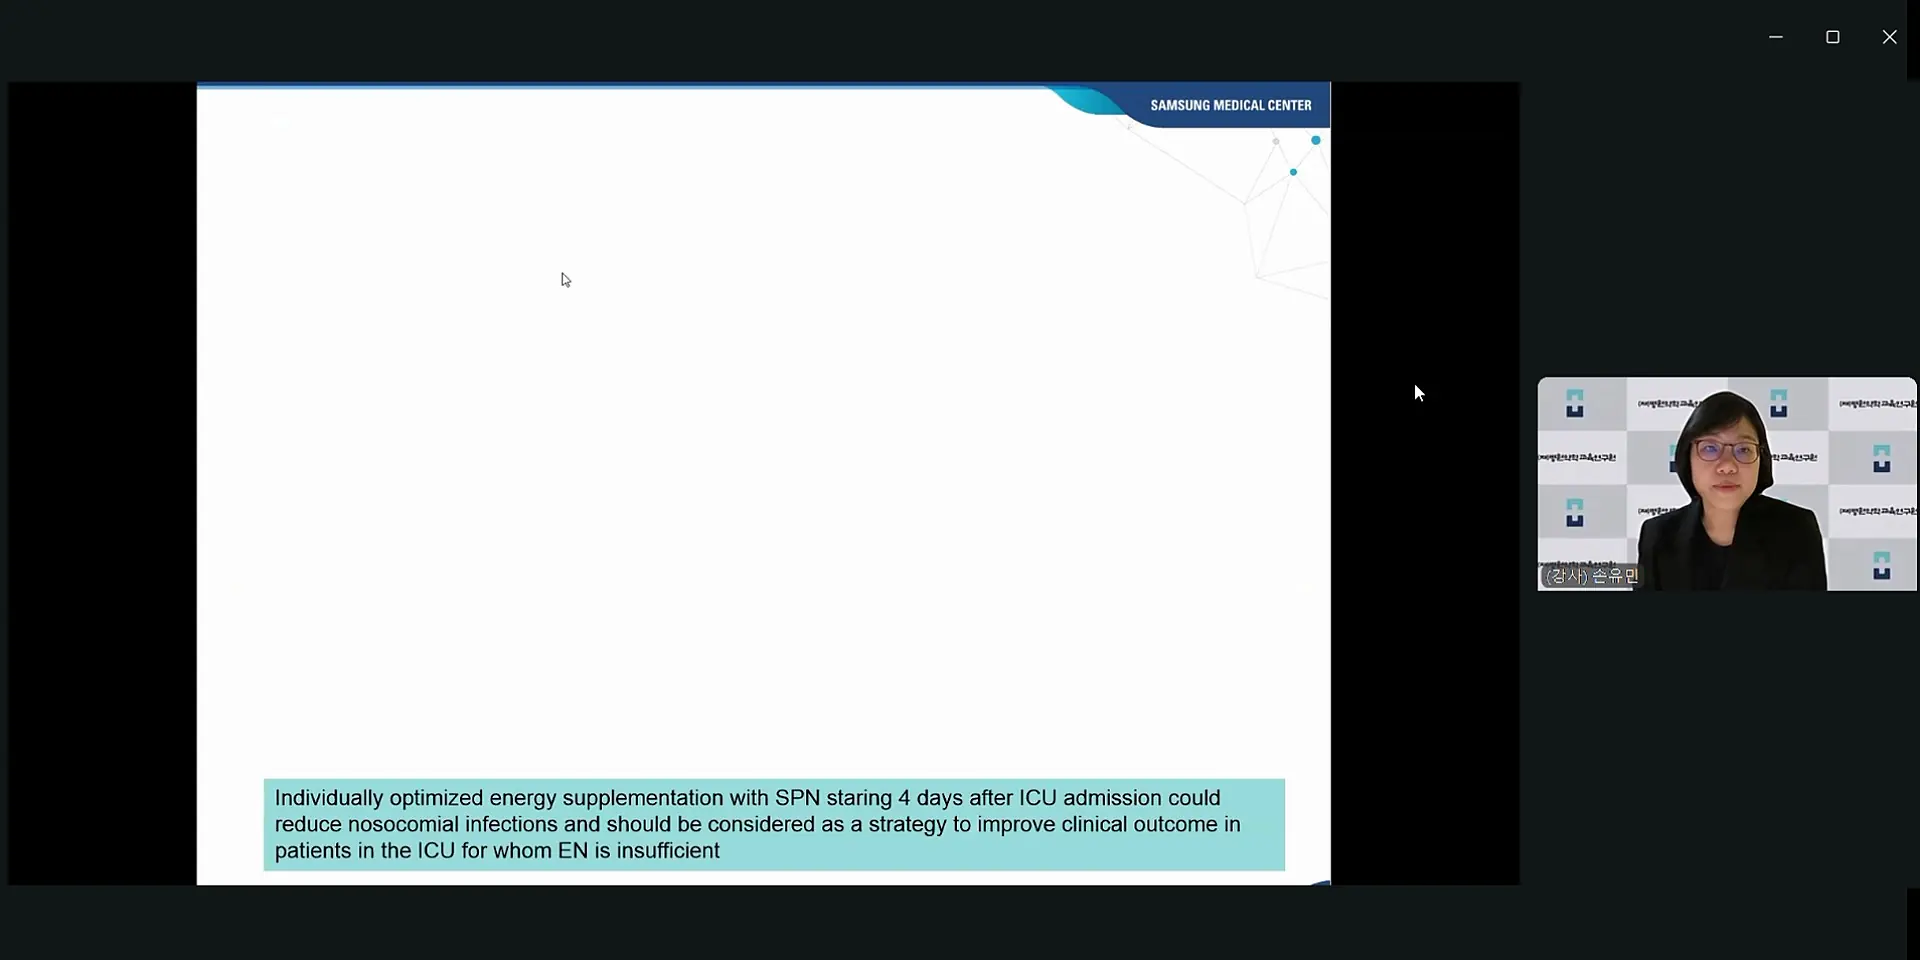 SAMSUNG MEDICAL CENTER
Individually optimized energy supplementation with SPN staring 4 days after ICU admission could
reduce nosocomial infections and should be considered as a strategy to improve clinical outcome in
patients in the ICU for whom EN is insufficient
(강사) 손유민